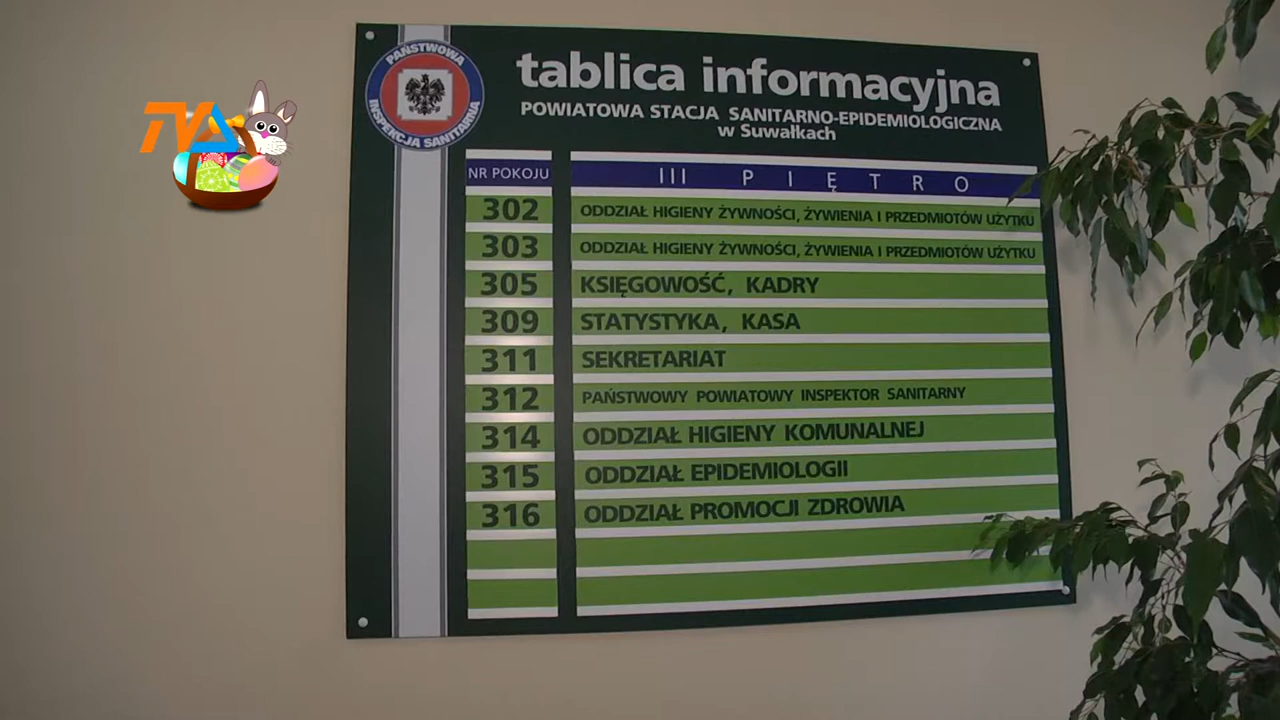 TVA
PAŃSTWOWA
INSPEKCJA SANITARNA
tablica informacyjna
POWIATOWA STACJA SANITARNO-EPIDEMIOLOGICZNA
w Suwałkach
NR POKOJU III PIĘTRO
302 ODDZIAŁ HIGIENY ŻYWNOŚCI, ŻYWIENIA I PRZEDMIOTÓW UŻYTKU
303 ODDZIAŁ HIGIENY ŻYWNOŚCI, ŻYWIENIA I PRZEDMIOTÓW UŻYTKU
305 KSIĘGOWOŚĆ, KADRY
309 STATYSTYKA, KASA
311 SEKRETARIAT
312 PAŃSTWOWY POWIATOWY INSPEKTOR SANITARNY
314 ODDZIAŁ HIGIENY KOMUNALNEJ
315 ODDZIAŁ EPIDEMIOLOGII
316 ODDZIAŁ PROMOCJI ZDROWIA